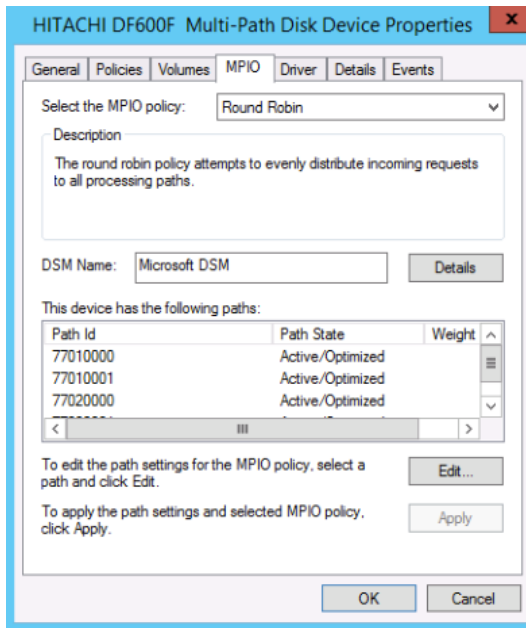 HITACHI DF600F Multi-Path Disk Device Properties
x
General Policies Volumes MPIO Driver Details Events
Select the MPIO policy: Round Robin
Description
The round robin policy attempts to evenly distribute incoming requests
to all processing paths.
DSM Name: Microsoft DSM Details
This device has the following paths:
Path Id Path State Weight
77010000 Active/Optimized
77010001 Active/Optimized
77020000 Active/Optimized
To edit the path settings for the MPIO policy, select a
path and click Edit.
Edit...
To apply the path settings and selected MPIO policy,
click Apply.
Apply
OK Cancel